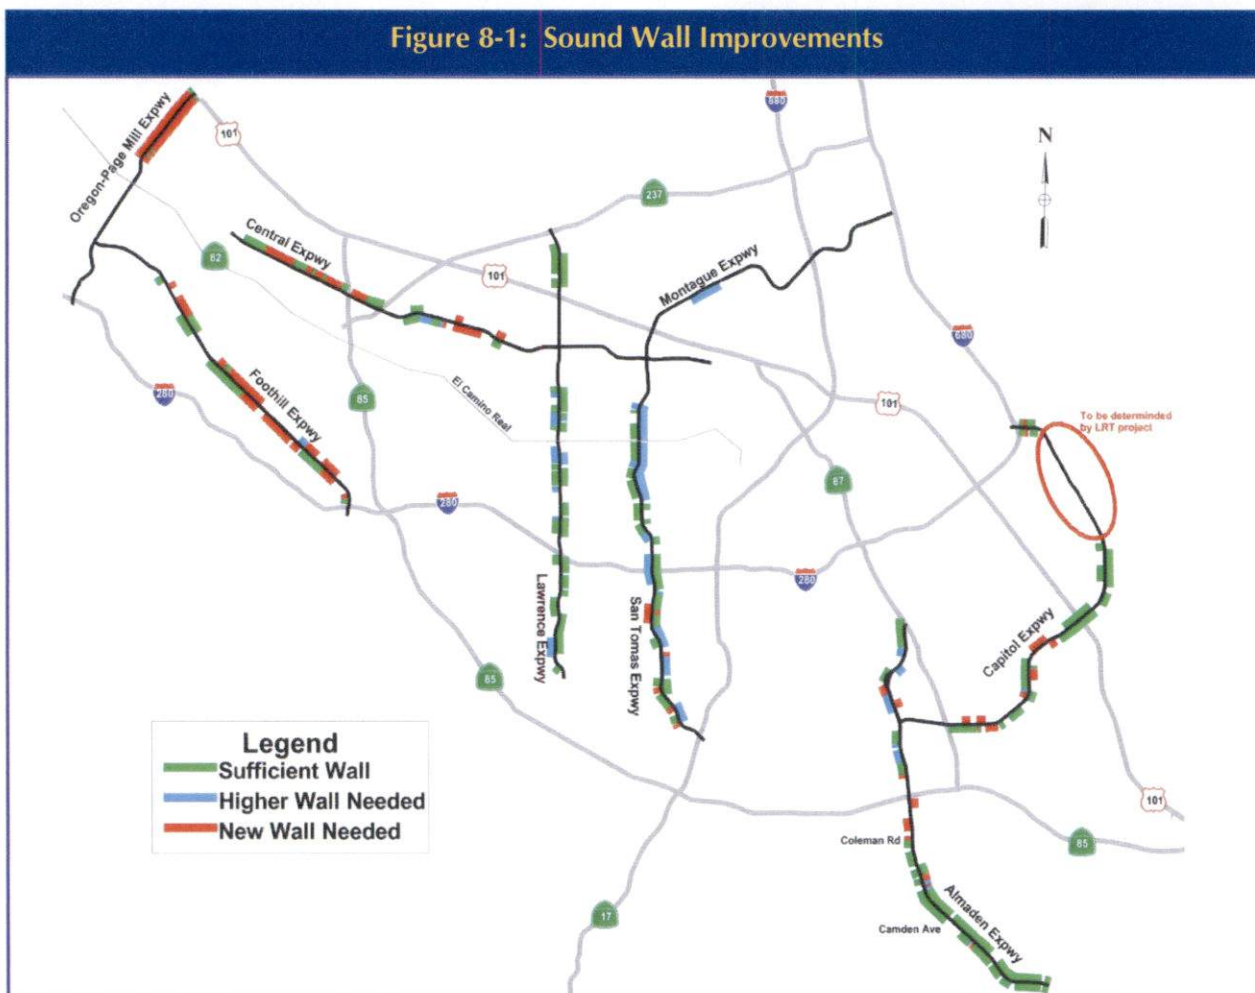 Figure 8-1: Sound Wall Improvements
680
Oregon-Page Mill Expwy
101
N
237
Central Expwy
82
Montague Expwy
101
680
280
Foothill Expwy
85
El Camino Real
101
To be determinded
by LRT project
87
280
280
Lawrence Expwy
San Tomas Expwy
Capitol Expwy
85
Legend
Sufficient Wall
Higher Wall Needed
New Wall Needed
101
Coleman Rd
85
Almaden Expwy
17
Camden Ave